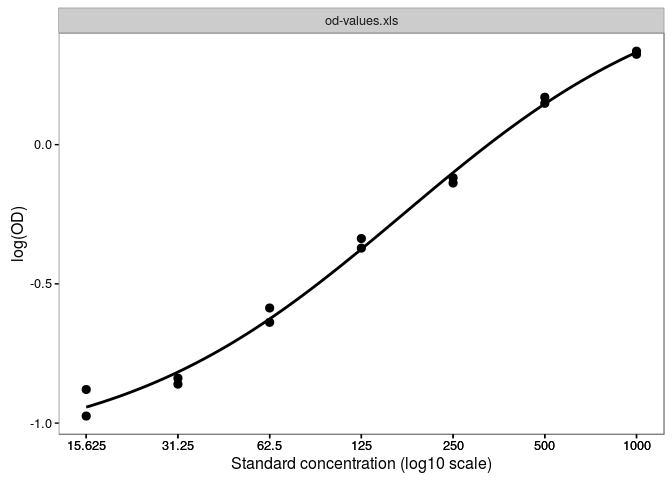 od-values.xls
0.0
-0.5
-1.0
log(OD)
15.625 31.25 62.5 125 250 500 1000
Standard concentration (log10 scale)